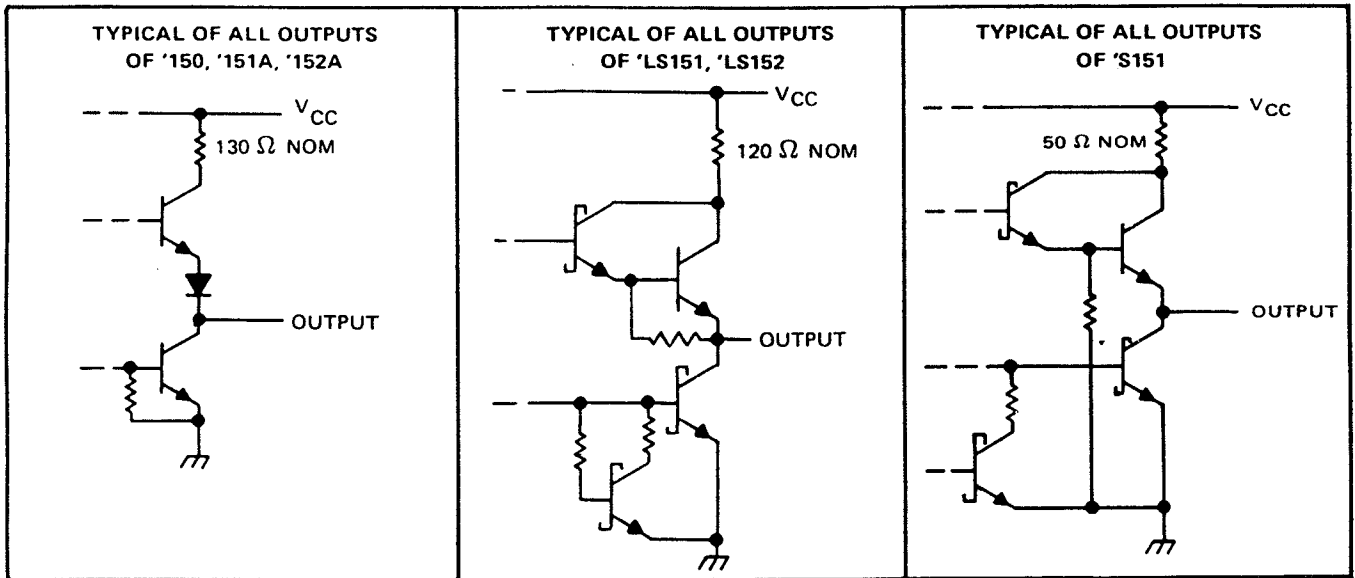 TYPICAL OF ALL OUTPUTS
OF '150, '151A, '152A
VCC
130 Ω NOM
OUTPUT
TYPICAL OF ALL OUTPUTS
OF 'LS151, 'LS152
VCC
120 Ω NOM
OUTPUT
TYPICAL OF ALL OUTPUTS
OF 'S151
VCC
50 Ω NOM
OUTPUT